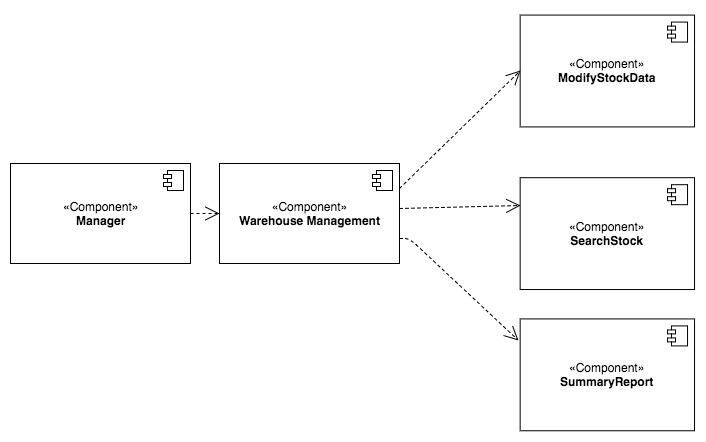 «Component»
ModifyStockData
«Component»
Manager
«Component»
Warehouse Management
«Component»
SearchStock
«Component»
SummaryReport